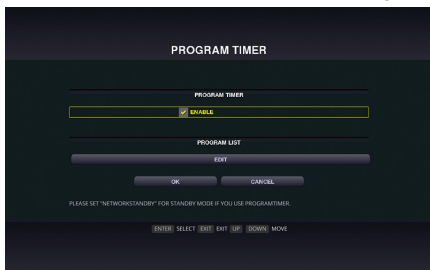 PROGRAM TIMER
PROGRAM TIMER
ENABLE
PROGRAM LIST
EDIT
OK CANCEL
PLEASE SET "NETWORKSTANDBY" FOR STANDBY MODE IF YOU USE PROGRAMTIMER.
ENTER SELECT EXIT EXIT UP DOWN MOVE